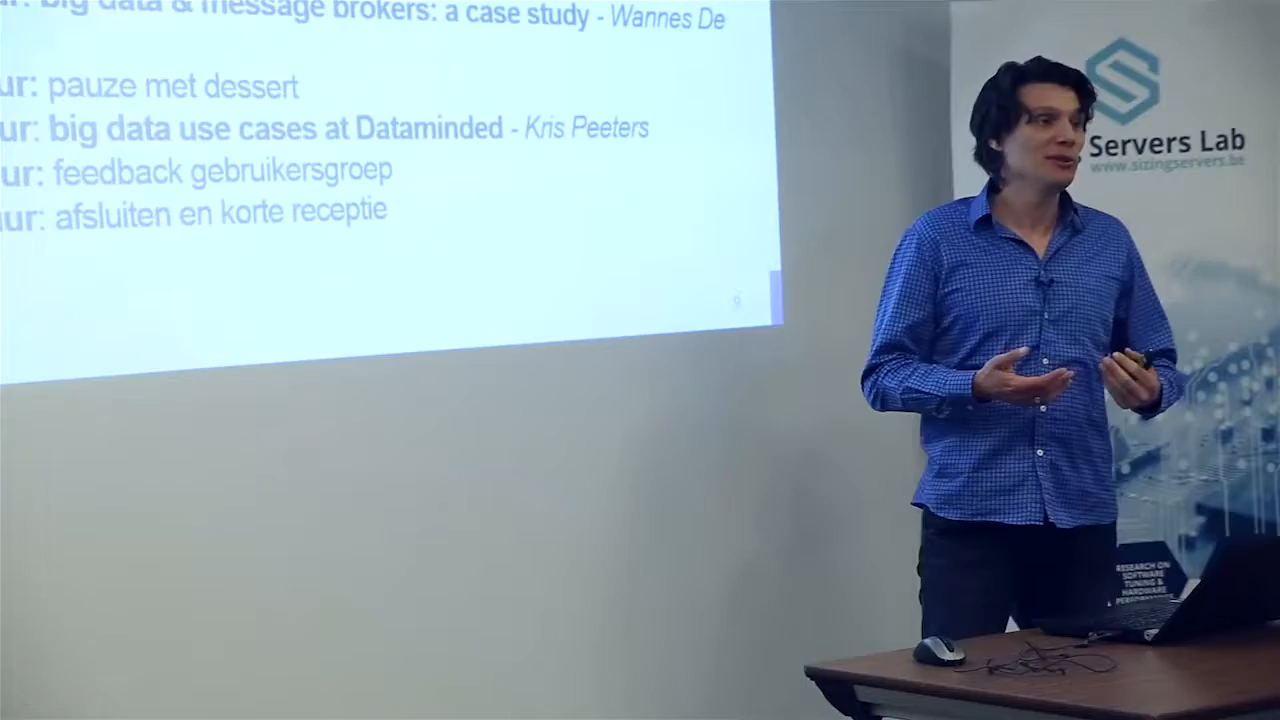 big data & message brokers: a case study - Wannes De
ur: pauze met dessert
ur: big data use cases at Dataminded - Kris Peeters
ur: feedback gebruikersgroep
uur: afsluiten en korte receptie
9
Servers Lab
www.sizingservers.be
RESEARCH ON
SOFTWARE
TUNING &
HARDWARE